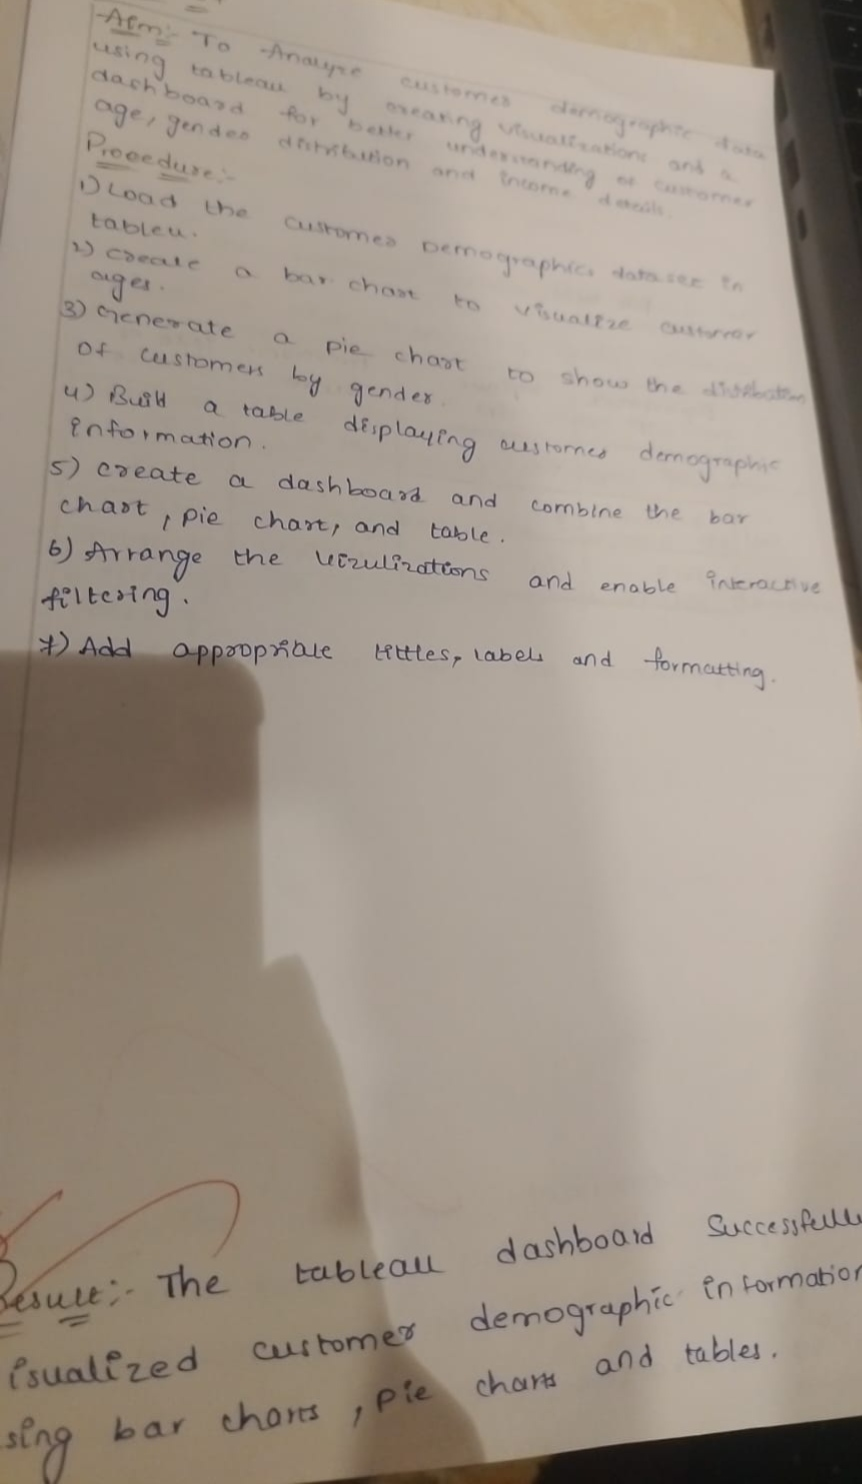 Aim:- To Analyze customer demographic data
using tableau by creating visualizations and a
dashboard for better understanding of customer
age, gender distribution and income details.
Procedure:-
1) Load the customer Demographics dataset in
tableu.
2) create a bar chart to visualize customer
ages.
3) Generate a pie chart to show the distribution
of customers by gender.
4) Build a table displaying customer demographic
information.
5) create a dashboard and combine the bar
chart, pie chart, and table.
6) Arrange the vizulizations and enable interactive
filtering.
7) Add appropriate tittles, labels and formatting.
Result:- The tableau dashboard Successfull
isualized customer demographic information
sing bar charts, pie charts and tables.